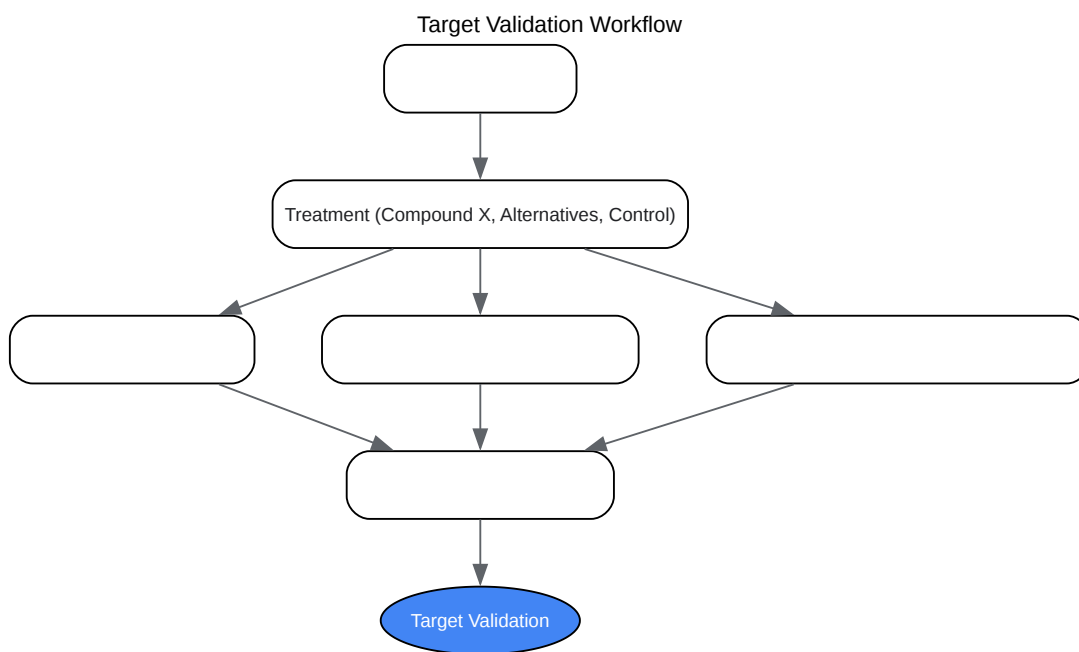 Target Validation Workflow
Treatment (Compound X, Alternatives, Control)
Target Validation